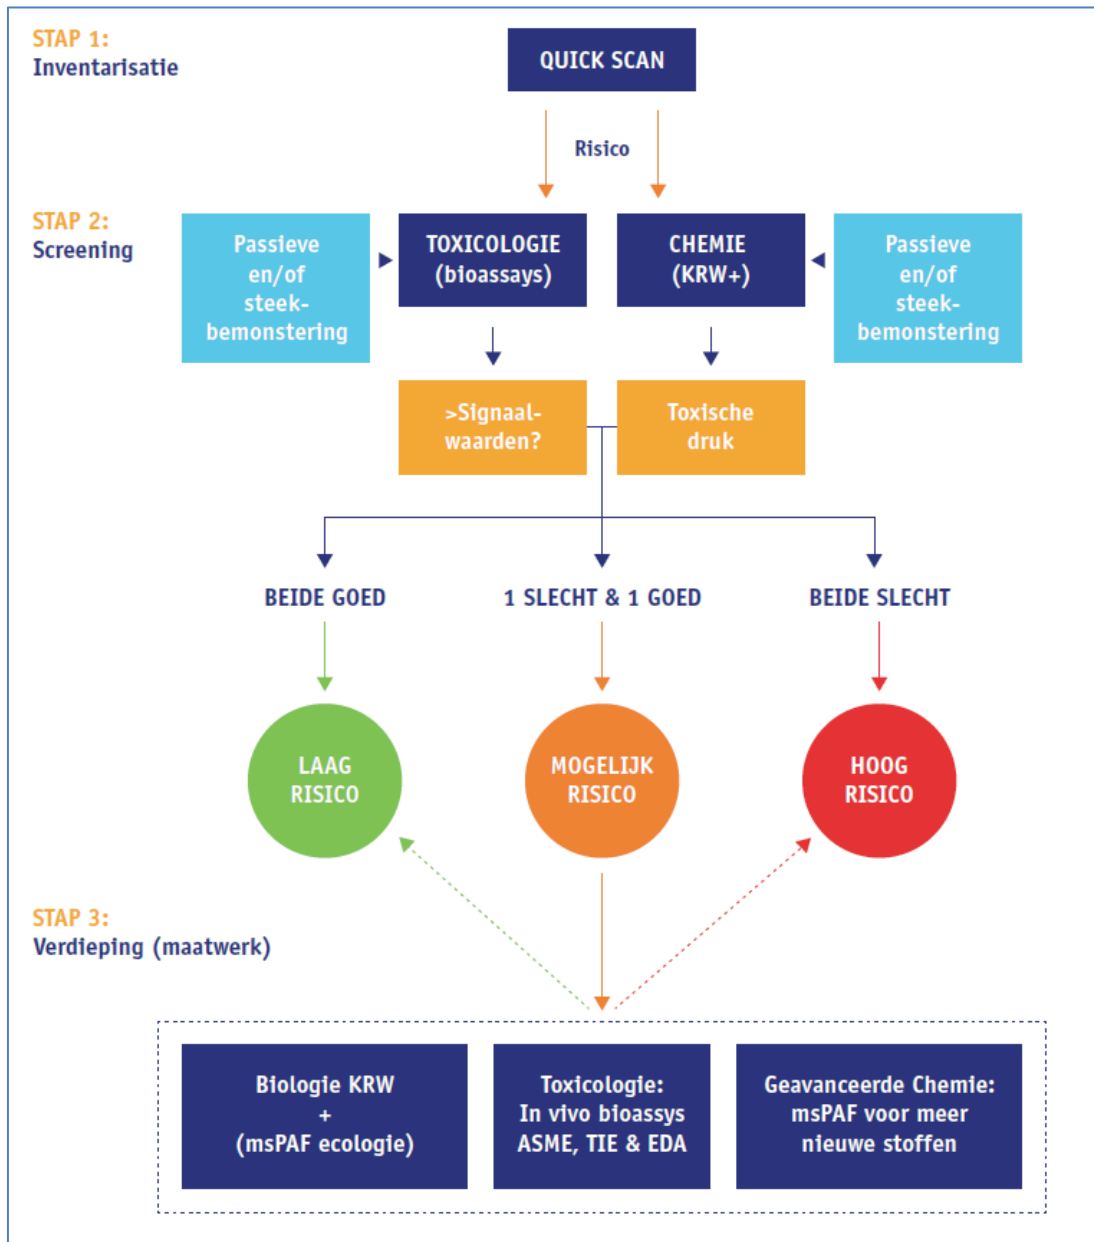 STAP 1:
Inventarisatie
QUICK SCAN
Risico
STAP 2:
Screening
Passieve
en/of
steek-
bemonstering
TOXICOLOGIE
(bioassays)
CHEMIE
(KRW+)
Passieve
en/of
steek-
bemonstering
>Signaal-
waarden?
Toxische
druk
BEIDE GOED
1 SLECHT & 1 GOED
BEIDE SLECHT
LAAG
RISICO
MOGELIJK
RISICO
HOOG
RISICO
STAP 3:
Verdieping (maatwerk)
Biologie KRW
+
(msPAF ecologie)
Toxicologie:
In vivo bioassys
ASME, TIE & EDA
Geavanceerde Chemie:
msPAF voor meer
nieuwe stoffen